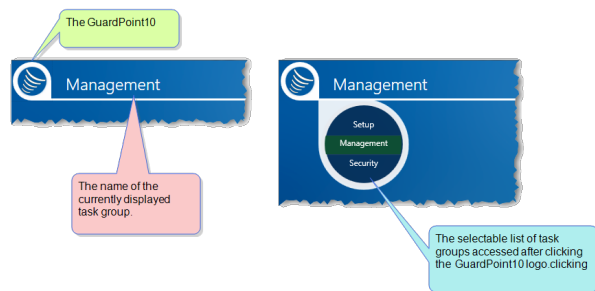 The GuardPoint10
Management
The name of the
currently displayed
task group.
Management
Setup
Management
Security
The selectable list of task
groups accessed after clicking
the GuardPoint10 logo.clicking